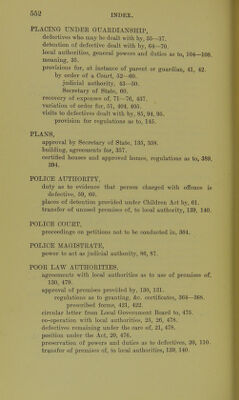 552
INDEX.
PLACING UNDER GUARDIANSHIP,
defectives who may be dealt with by, 35—37.
detention of defective dealt with by, 64—70.
local authorities, general powers and duties as to, 104—108.
meaning, 35.
provisions for, at instance of parent or guardian, 41, 42.
by order of a Court, 52—60.
judicial authority, 43—50.
Secretary of State, 60.
recovery of expenses of, 71—76, 437.
variation of order for, 51, 404, 405.
visits to defectives dealt with by, 85, 94, 95.
provision for regulations as to, 145.
PLANS,
approval by Secretary of State, 135, 358.
building, agreements for, 357.
certified houses and approved homes, regulations as to, 389,
394.
POLICE AUTHORITY,
duty as to evidence that person charged with offence is
defective, 59, 60.
places of detention provided under Children Act by, 61.
transfer of unused premises of, to local authority, 139, 140.
POLICE COURT,
proceedings on petitions not to be conducted in, 364.
POLICE MAGISTRATE,
power to act as judicial authority, 86, 87.
POOR LAW AUTHORITIES,
agreements with local authorities as to use of premises of,
130, 479.
approval of premises provided by, 130, 131.
regulations as to granting, &c. certificates, 364—368.
prescribed forms, 421, 422.
circular letter from Local Government Board to, 475.
co-operation with local authorities, 25, 26, 478.
defectives remaining under the care of, 21, 478.
position under the Act, 20, 476.
preservation of powers and duties as to defectives, 20, 110.
transfer of premises of, to local authorities, 139, 140.